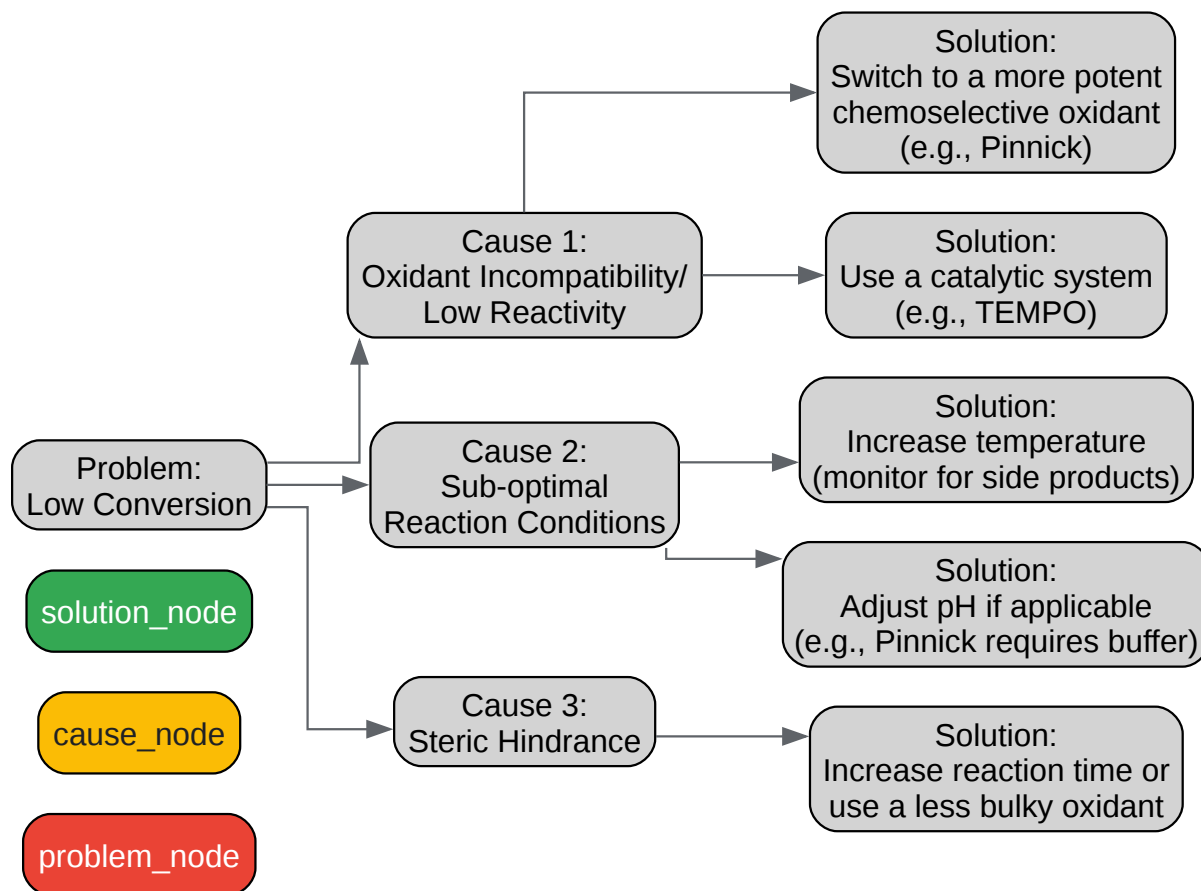 Solution:
Switch to a more potent
chemoselective oxidant
(e.g., Pinnick)
Cause 1:
Oxidant Incompatibility/
Low Reactivity
Solution:
Use a catalytic system
(e.g., TEMPO)
Problem:
Low Conversion
Cause 2:
Sub-optimal
Reaction Conditions
Solution:
Increase temperature
(monitor for side products)
Solution:
Adjust pH if applicable
(e.g., Pinnick requires buffer)
Cause 3:
Steric Hindrance
Solution:
Increase reaction time or
use a less bulky oxidant
solution_node
cause_node
problem_node